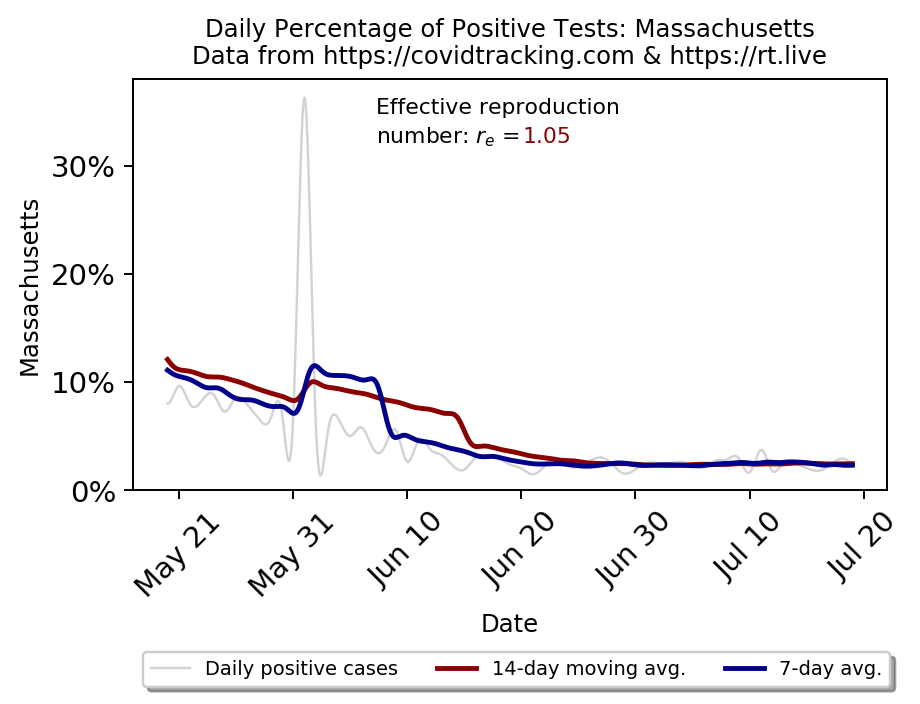 Daily Percentage of Positive Tests: Massachusetts
Data from https://covidtracking.com & https://rt.live
Effective reproduction
number: rₑ =1.05
Massachusetts
30%
20%
10%
0%
May 21
May 31
Jun 10
Jun 20
Jun 30
Jul 10
Jul 20
Date
Daily positive cases
14-day moving avg.
7-day avg.